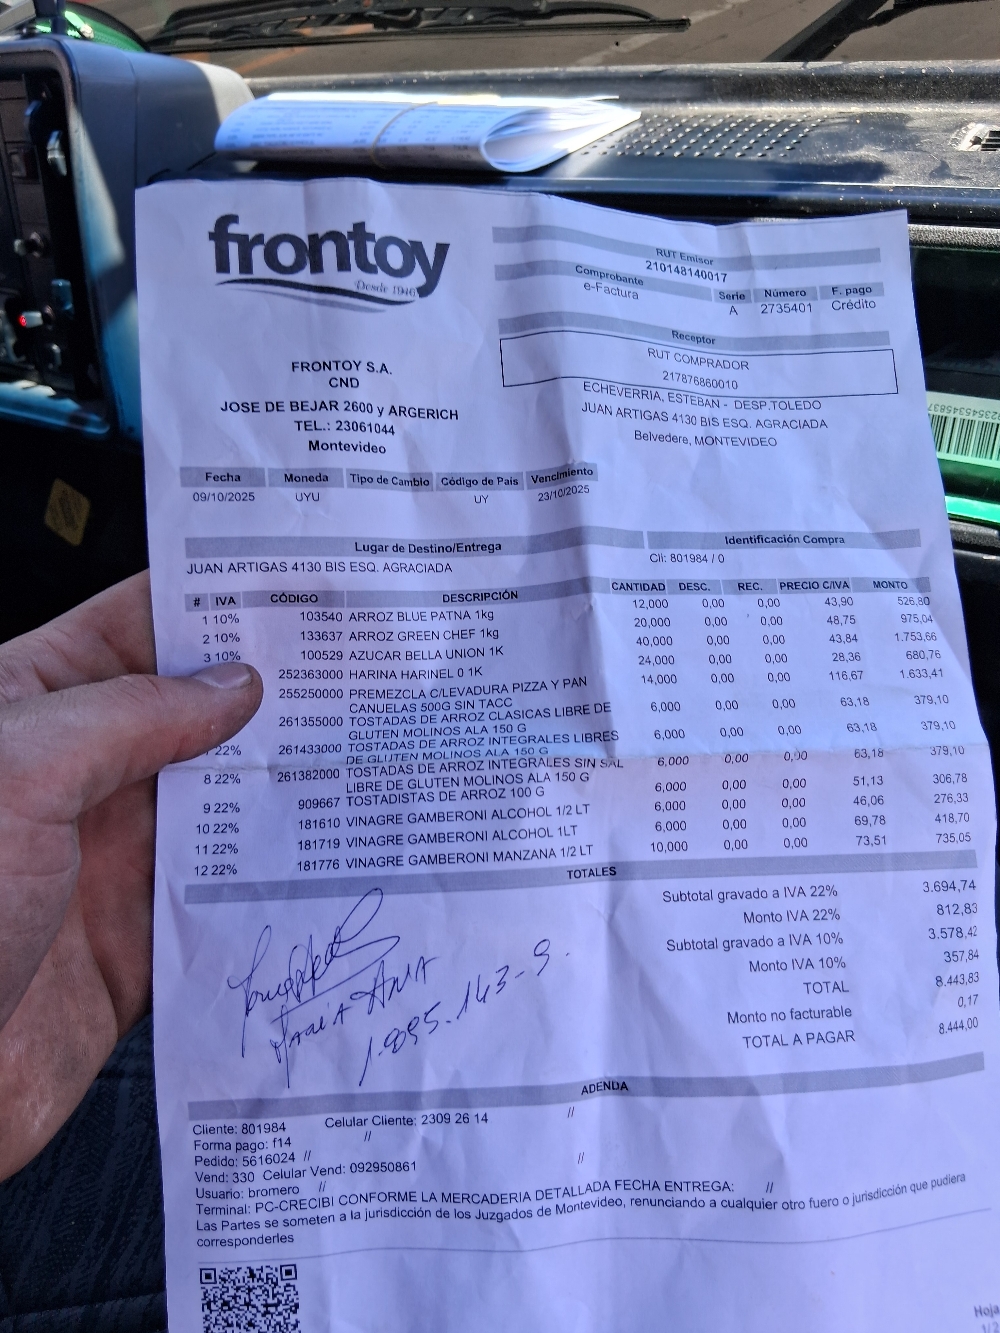 frontoy
Desde 1946
RUT Emisor
210148140017
Comprobante Serie Número F. pago
e-Factura A 2735401 Crédito
Receptor
RUT COMPRADOR
217876860010
ECHEVERRIA, ESTEBAN - DESP.TOLEDO
JUAN ARTIGAS 4130 BIS ESQ. AGRACIADA
Belvedere, MONTEVIDEO
FRONTOY S.A.
CND
JOSE DE BEJAR 2600 y ARGERICH
TEL.: 23061044
Montevideo
Fecha Moneda Tipo de Cambio Código de Pais Vencimiento
09/10/2025 UYU UY 23/10/2025
Lugar de Destino/Entrega Identificación Compra
JUAN ARTIGAS 4130 BIS ESQ. AGRACIADA Cli: 801984 / 0
# IVA CÓDIGO DESCRIPCIÓN CANTIDAD DESC. REC. PRECIO C/IVA MONTO
1 10% 103540 ARROZ BLUE PATNA 1kg 12,000 0,00 0,00 43,90 526,80
2 10% 133637 ARROZ GREEN CHEF 1kg 20,000 0,00 0,00 48,75 975,04
3 10% 100529 AZUCAR BELLA UNION 1K 40,000 0,00 0,00 43,84 1.753,66
252363000 HARINA HARINEL 0 1K 24,000 0,00 0,00 28,36 680,76
255250000 PREMEZCLA C/LEVADURA PIZZA Y PAN 14,000 0,00 0,00 116,67 1.633,41
CANUELAS 500G SIN TACC
261355000 TOSTADAS DE ARROZ CLASICAS LIBRE DE 6,000 0,00 0,00 63,18 379,10
GLUTEN MOLINOS ALA 150 G
22% 261433000 TOSTADAS DE ARROZ INTEGRALES LIBRES 6,000 0,00 0,00 63,18 379,10
DE GLUTEN MOLINOS ALA 150 G
8 22% 261382000 TOSTADAS DE ARROZ INTEGRALES SIN SAL 6,000 0,00 0,00 63,18 379,10
LIBRE DE GLUTEN MOLINOS ALA 150 G
9 22% 909667 TOSTADISTAS DE ARROZ 100 G 6,000 0,00 0,00 51,13 306,78
10 22% 181610 VINAGRE GAMBERONI ALCOHOL 1/2 LT 6,000 0,00 0,00 46,06 276,33
11 22% 181719 VINAGRE GAMBERONI ALCOHOL 1LT 6,000 0,00 0,00 69,78 418,70
12 22% 181776 VINAGRE GAMBERONI MANZANA 1/2 LT 10,000 0,00 0,00 73,51 735,05
TOTALES
Subtotal gravado a IVA 22% 3.694,74
Monto IVA 22% 812,83
Subtotal gravado a IVA 10% 3.578,42
Monto IVA 10% 357,84
TOTAL 8.443,83
Monto no facturable 0,17
TOTAL A PAGAR 8.444,00
ANA
ADENDA
Cliente: 801984 Celular Cliente: 2309 26 14 //
Forma pago: f14 //
Pedido: 5616024 //
Vend: 330 Celular Vend: 092950861 //
Usuario: bromero //
Terminal: PC-CRECIBI CONFORME LA MERCADERIA DETALLADA FECHA ENTREGA: //
Las Partes se someten a la jurisdicción de los Juzgados de Montevideo, renunciando a cualquier otro fuero o jurisdicción que pudiera
corresponderles
Hoja
1/2